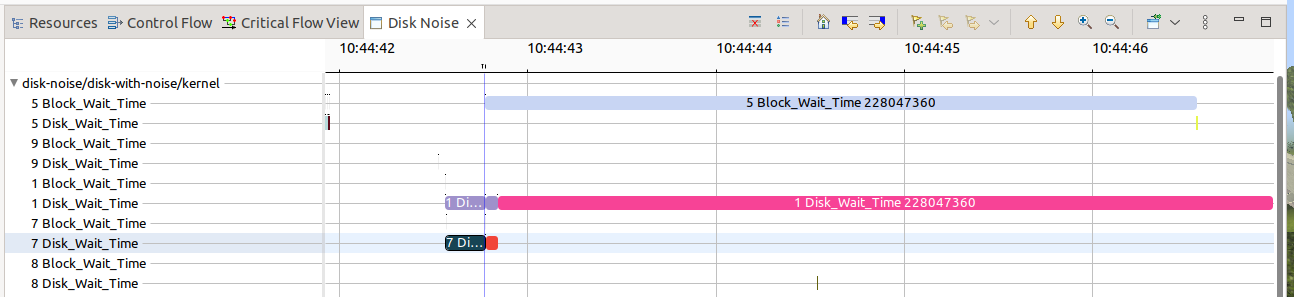 Resources Control Flow Critical Flow View Disk Noise
10:44:42 10:44:43 10:44:44 10:44:45 10:44:46
disk-noise/disk-with-noise/kernel
5 Block_Wait_Time 5 Block_Wait_Time 228047360
5 Disk_Wait_Time
9 Block_Wait_Time
9 Disk_Wait_Time
1 Block_Wait_Time
1 Disk_Wait_Time 1 Di... 1 Disk_Wait_Time 228047360
7 Block_Wait_Time
7 Disk_Wait_Time 7 Di...
8 Block_Wait_Time
8 Disk_Wait_Time